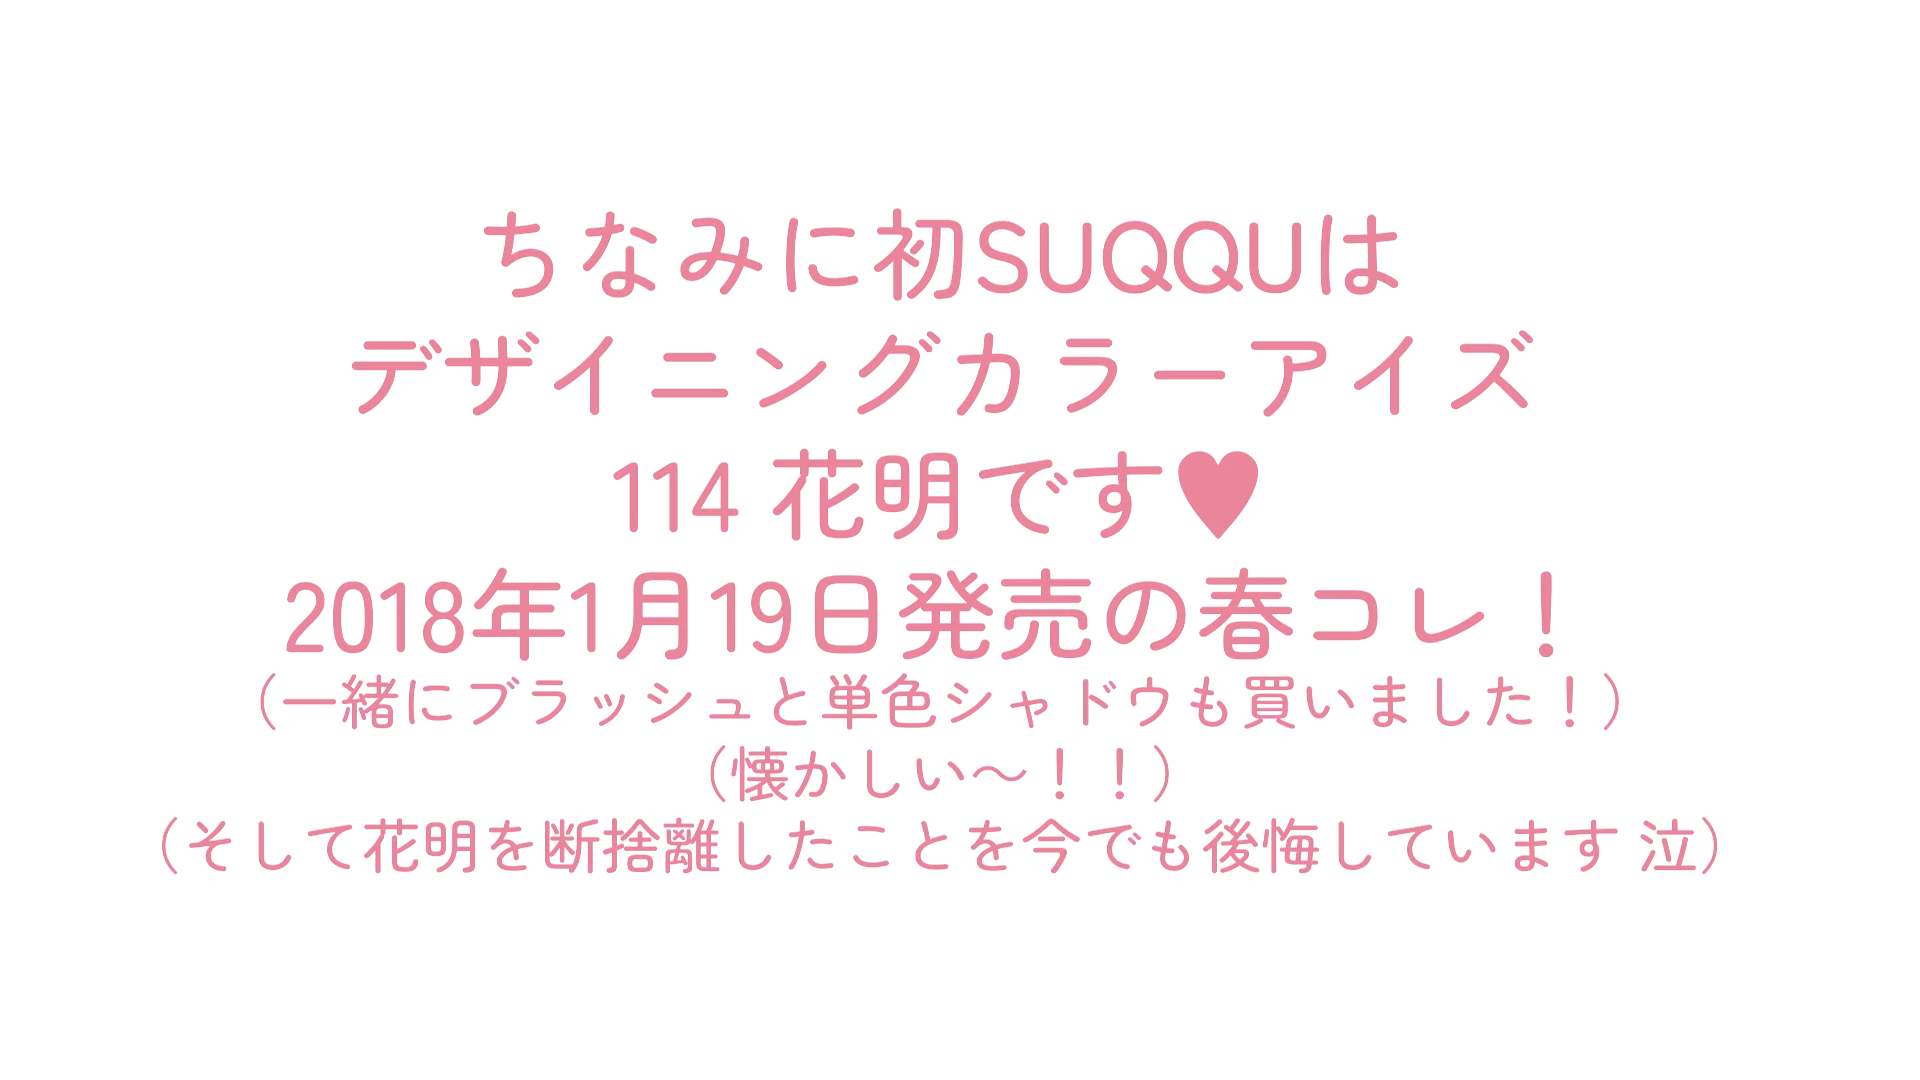 ちなみに初SUQQUは
デザイニングカラーアイズ
114 花明です♥
2018年1月19日発売の春コレ！
（一緒にブラッシュと単色シャドウも買いました！）
（懐かしい〜！！）
（そして花明を断捨離したことを今でも後悔しています 泣）